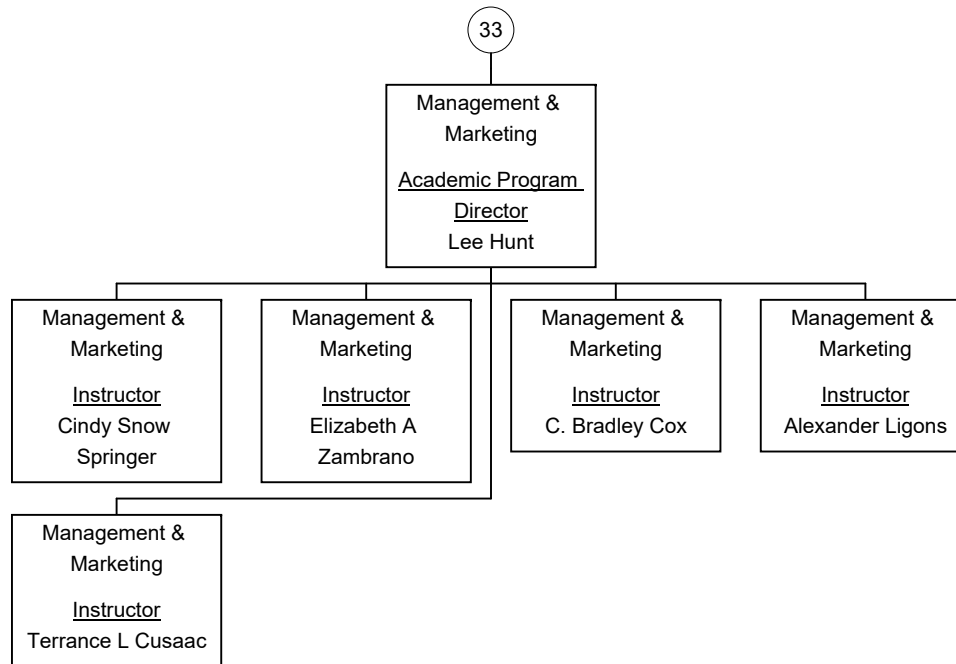 33
Management &
Marketing
Academic Program
Director
Lee Hunt
Management &
Marketing
Instructor
Cindy Snow
Springer
Management &
Marketing
Instructor
Elizabeth A
Zambrano
Management &
Marketing
Instructor
C. Bradley Cox
Management &
Marketing
Instructor
Alexander Ligons
Management &
Marketing
Instructor
Terrance L Cusaac